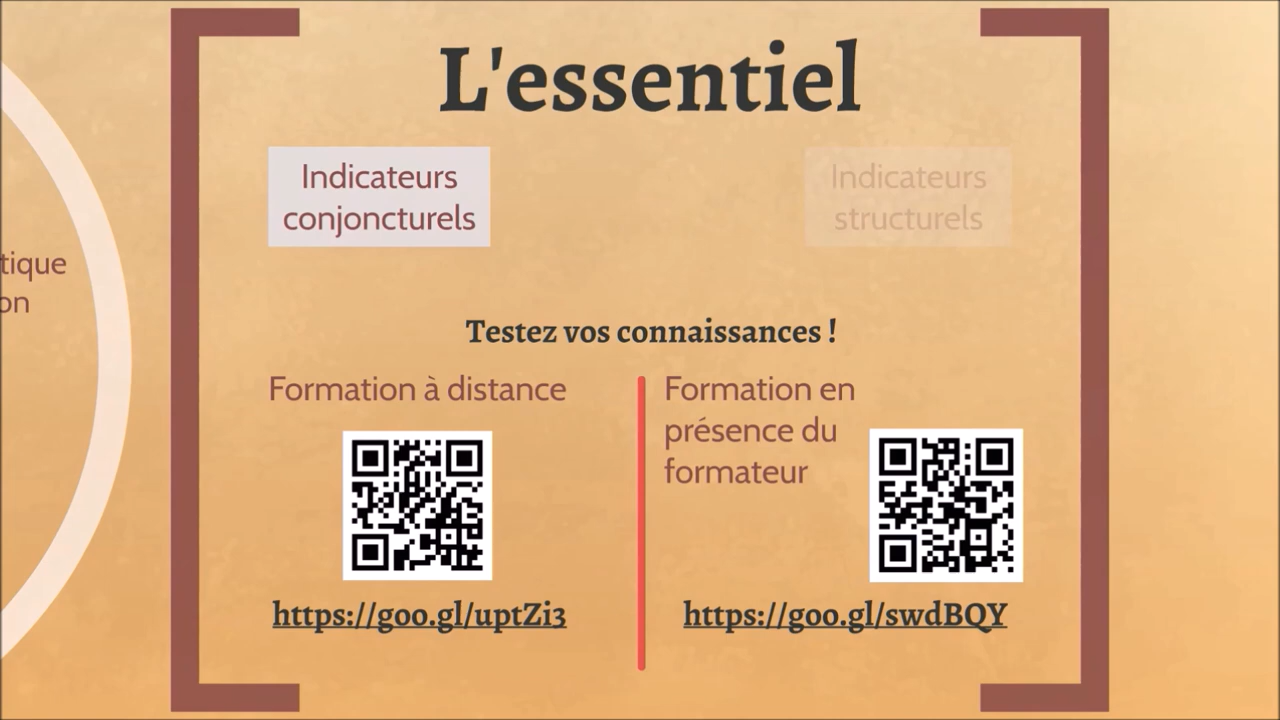 L'essentiel
Indicateurs
conjoncturels
Indicateurs
structurels
tique
on
Testez vos connaissances !
Formation à distance
Formation en
présence du
formateur
https://goo.gl/uptZi3
https://goo.gl/swdBQY